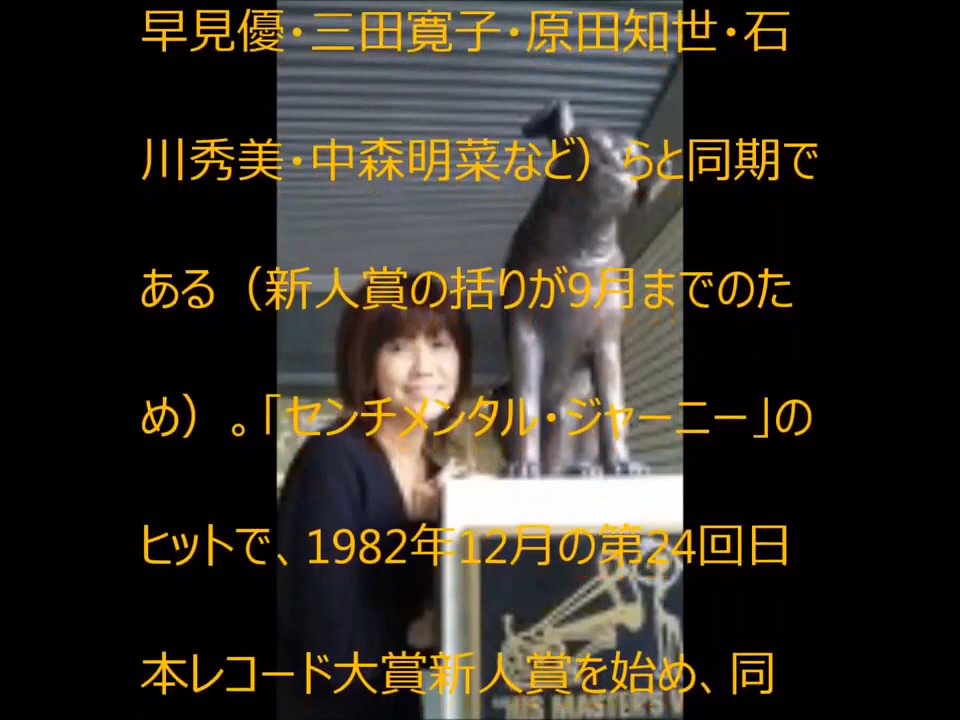 早見優・三田寛子・原田知世・石
川秀美・中森明菜など）らと同期で
ある（新人賞の括りが9月までのた
め）。「センチメンタル・ジャーニー」の
ヒットで、1982年12月の第24回日
本レコード大賞新人賞を始め、同
"HIS MASTER'S V